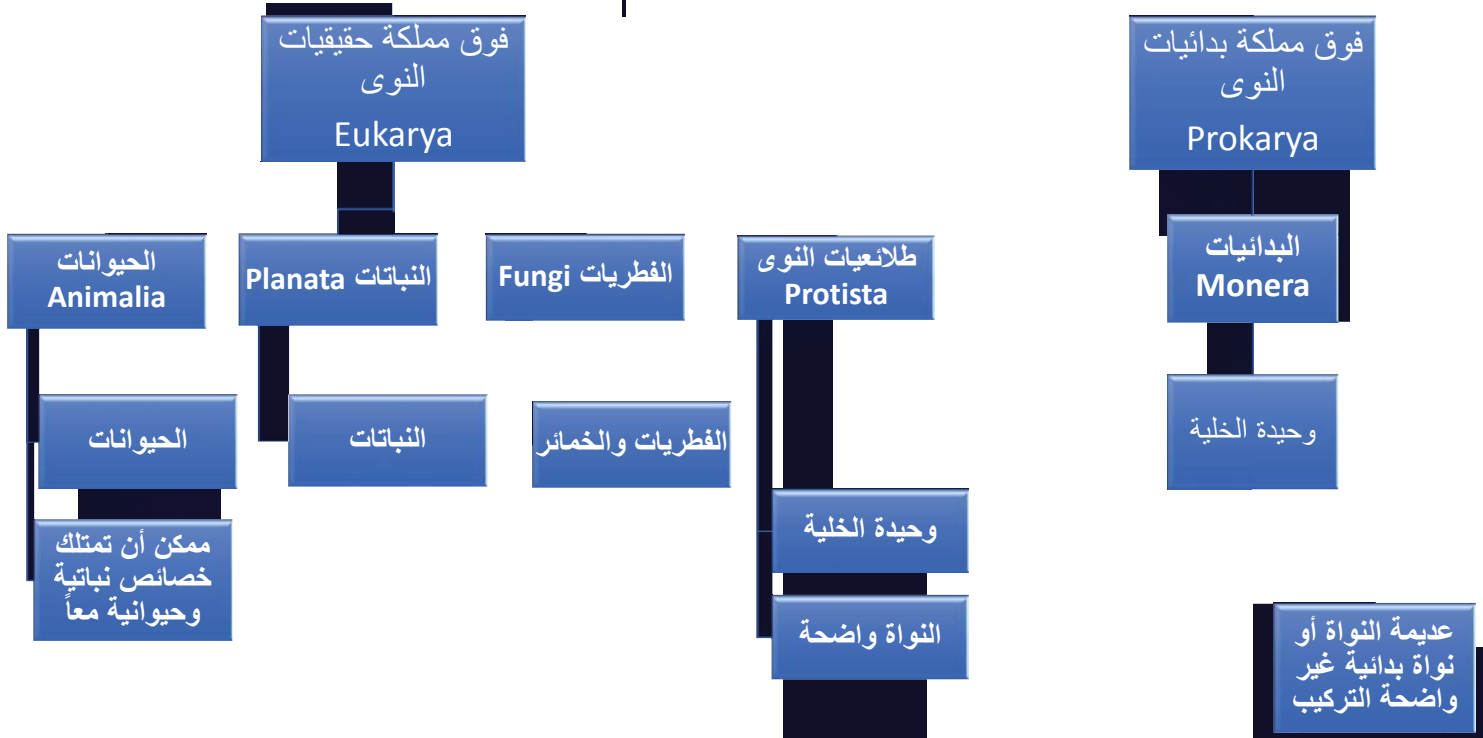 فوق مملكة بدائيات
النوى
Prokarya
فوق مملكة حقيقيات
النوى
Eukarya
البدائيات
Monera
طلائعيات النوى
Protista
الفطريات Fungi
النباتات Planata
الحيوانات
Animalia
وحيدة الخلية
الفطريات والخمائر
النباتات
الحيوانات
وحيدة الخلية
النواة واضحة
ممكن أن تمتلك
خصائص نباتية
وحيوانية معاً
عديمة النواة أو
نواة بدائية غير
واضحة التركيب